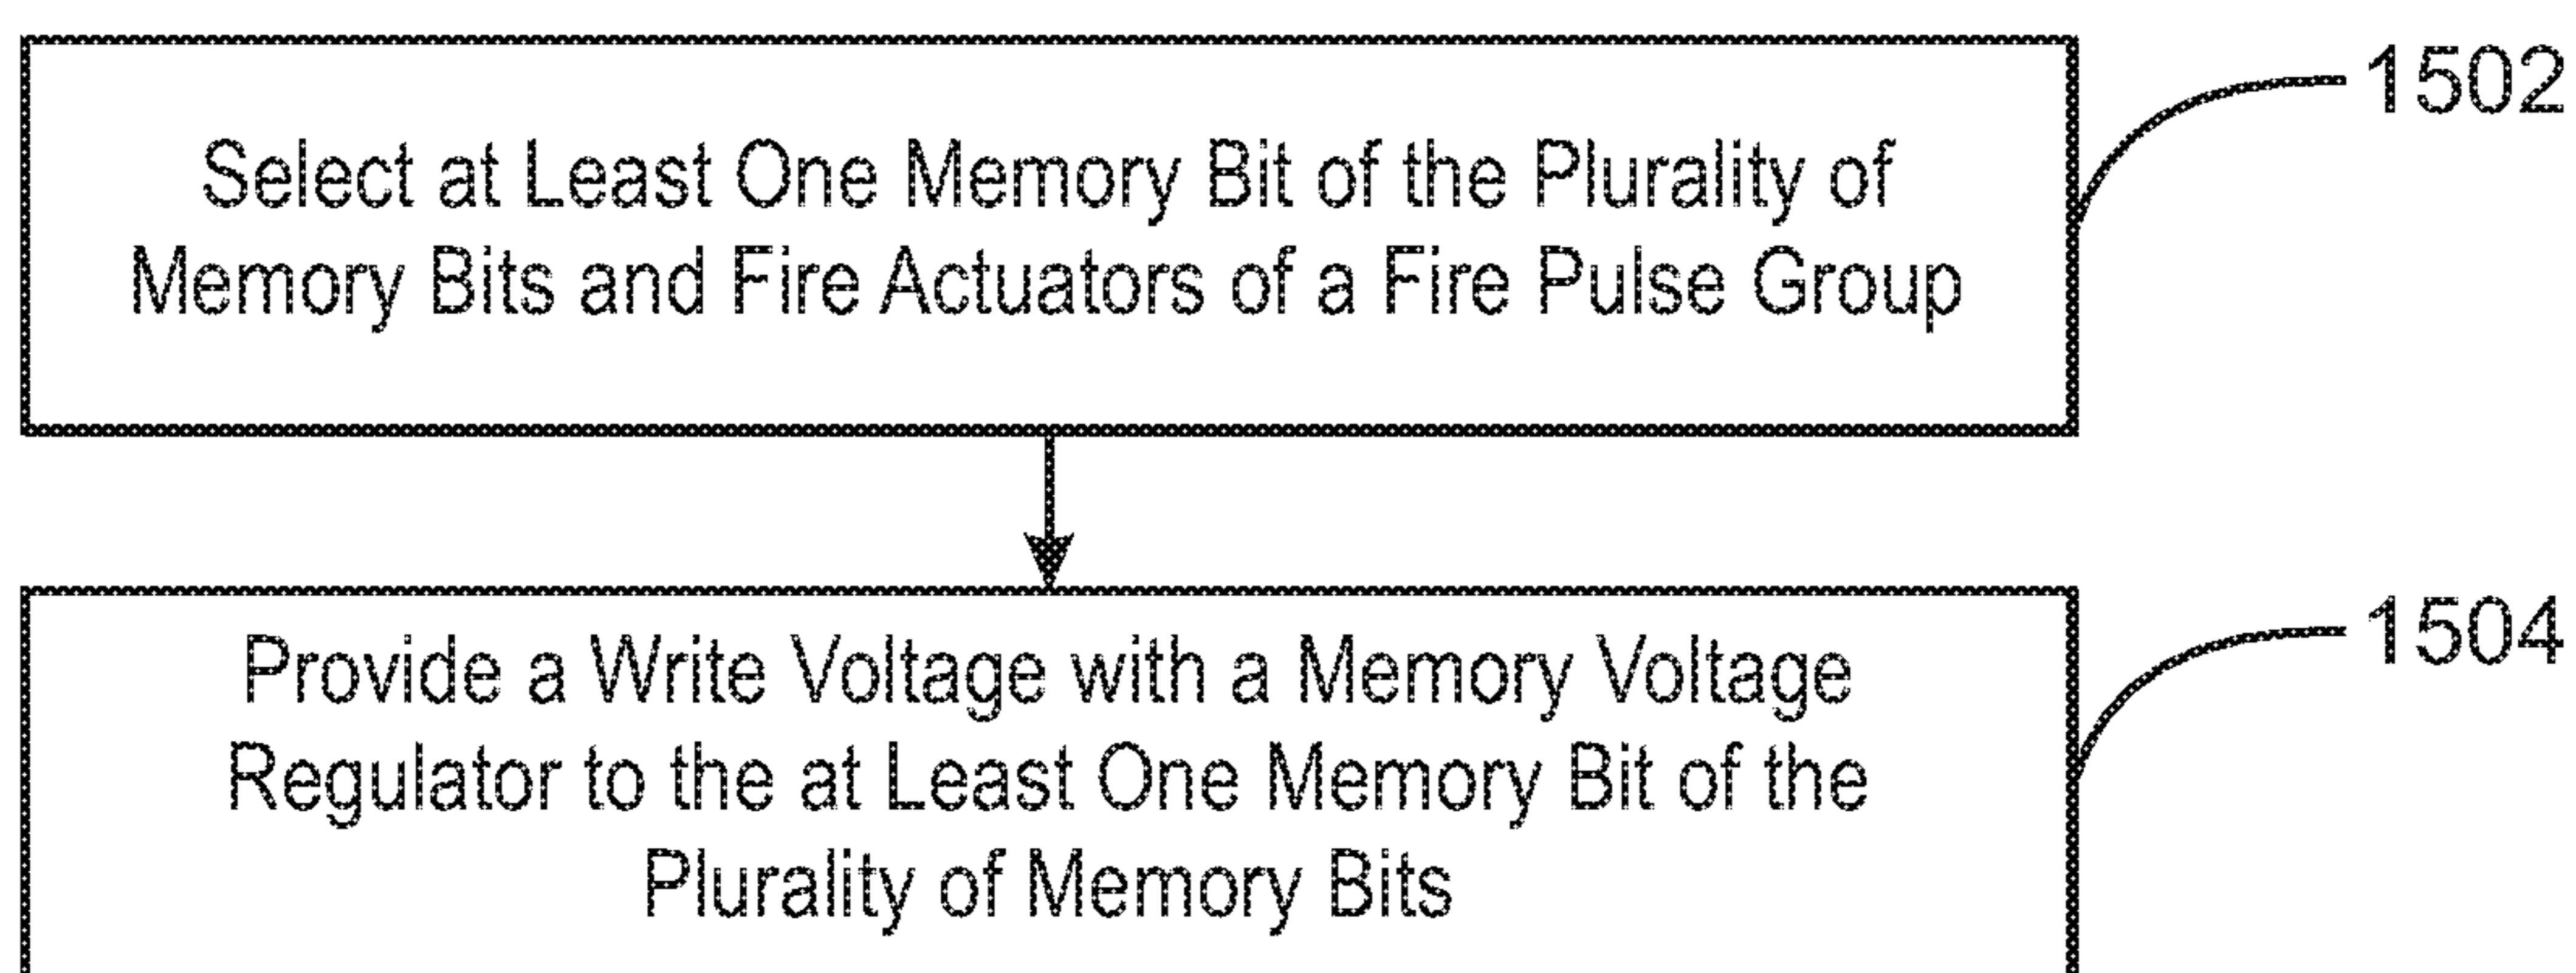 1502
Select at Least One Memory Bit of the Plurality of
Memory Bits and Fire Actuators of a Fire Pulse Group
1504
Provide a Write Voltage with a Memory Voltage
Regulator to the at Least One Memory Bit of the
Plurality of Memory Bits